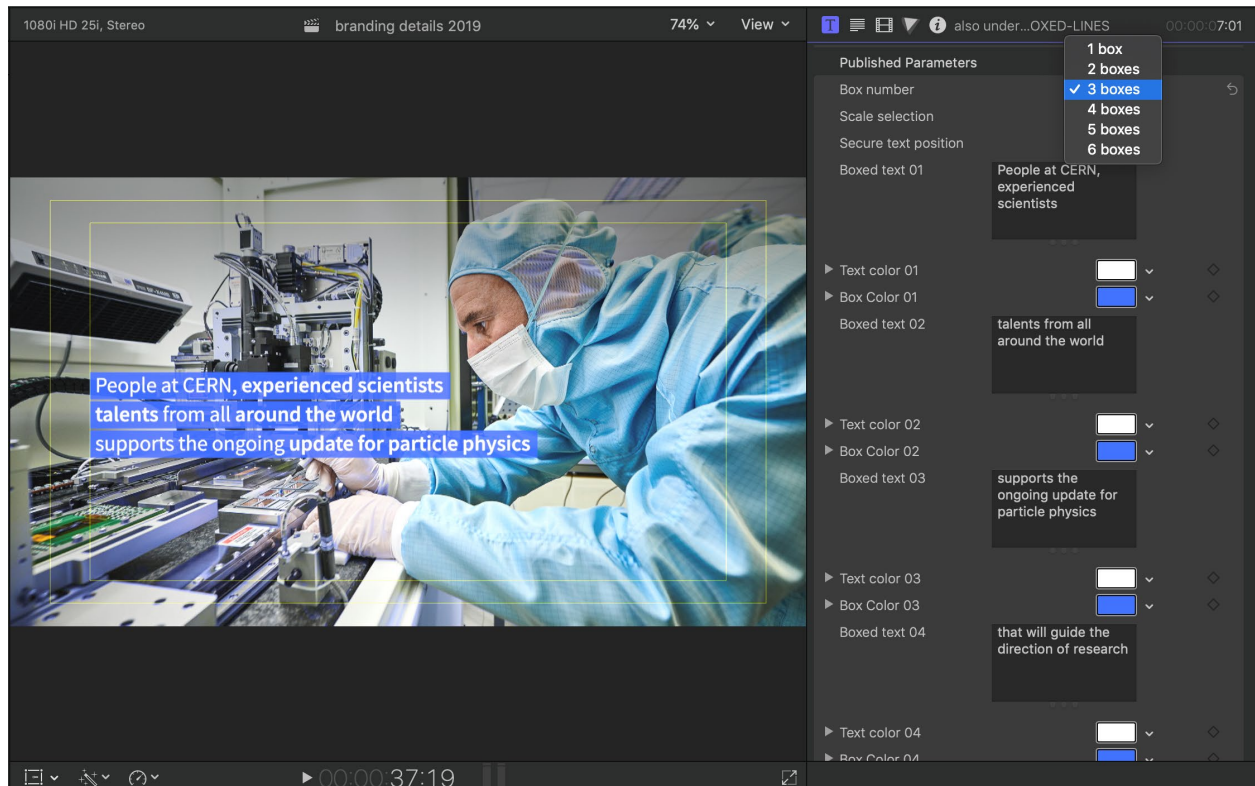 1080i HD 25i, Stereo
branding details 2019
74%
View
People at CERN, experienced scientists
talents from all around the world
supports the ongoing update for particle physics
00:00:37:19
T
i
also under...OXED-LINES
00:00:07:01
Published Parameters
Box number
1 box
2 boxes
✓ 3 boxes
4 boxes
5 boxes
6 boxes
Scale selection
Secure text position
Boxed text 01
People at CERN,
experienced
scientists
Text color 01
Box Color 01
Boxed text 02
talents from all
around the world
Text color 02
Box Color 02
Boxed text 03
supports the
ongoing update for
particle physics
Text color 03
Box Color 03
Boxed text 04
that will guide the
direction of research
Text color 04
Box Color 04